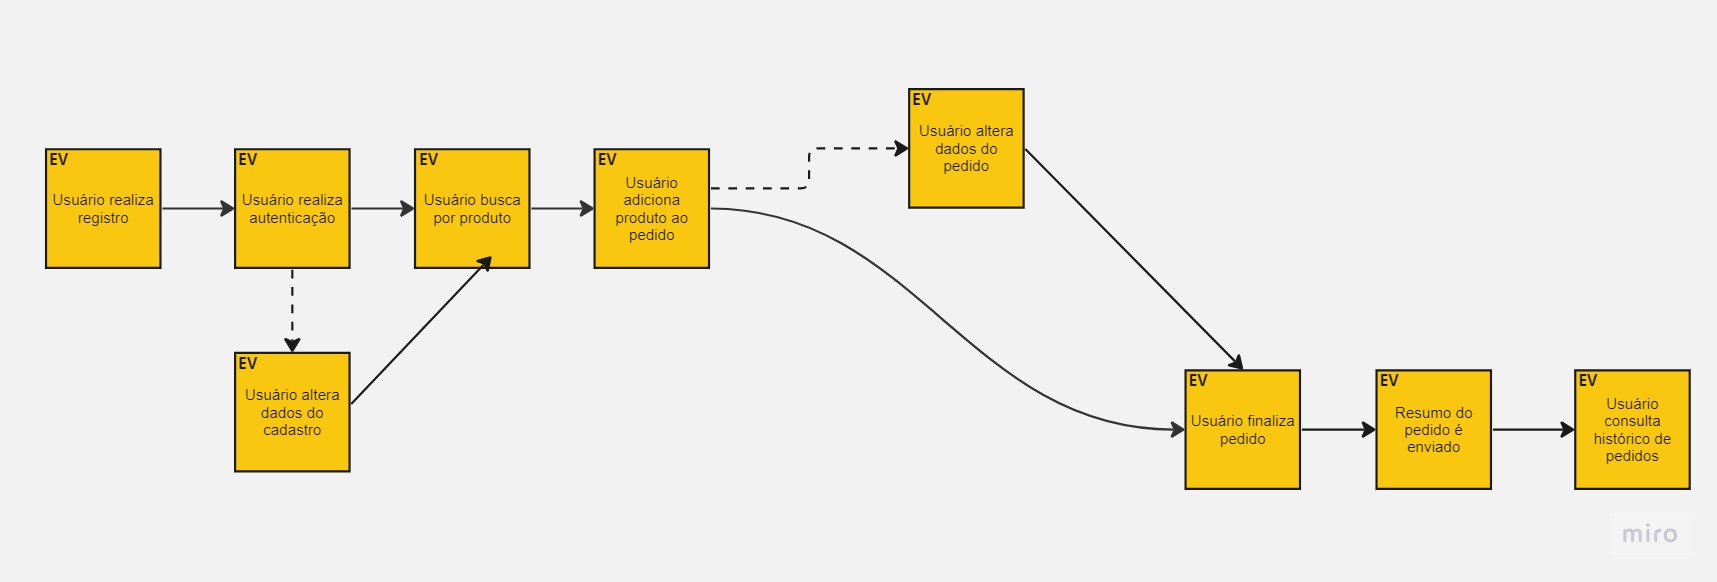 EV
Usuário realiza
registro
EV
Usuário realiza
autenticação
EV
Usuário busca
por produto
EV
Usuário
adiciona
produto ao
pedido
EV
Usuário altera
dados do
pedido
EV
Usuário altera
dados do
cadastro
EV
Usuário finaliza
pedido
EV
Resumo do
pedido é
enviado
EV
Usuário
consulta
histórico de
pedidos
miro